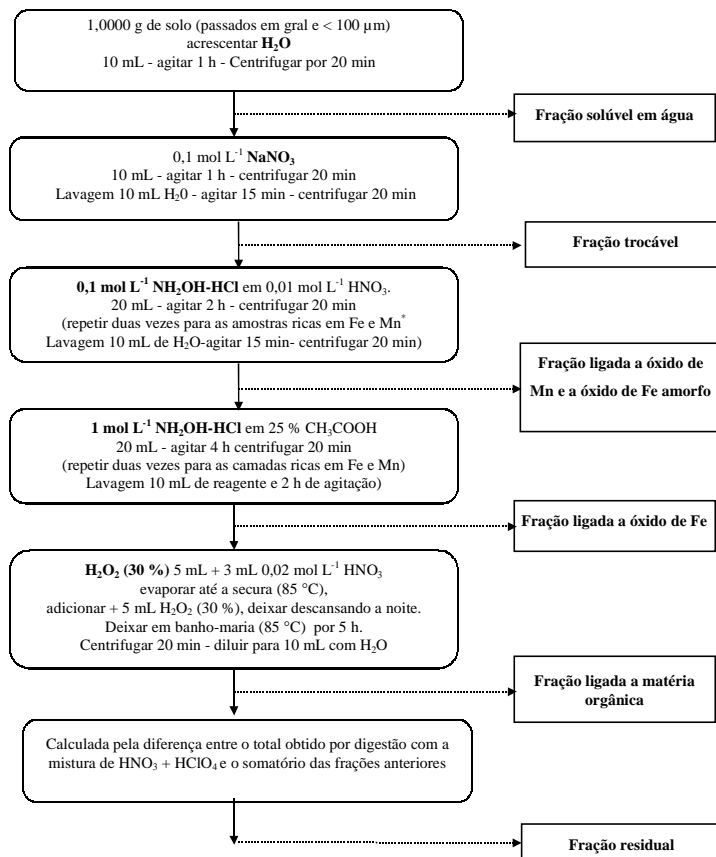 1,0000 g de solo (passados em gral e < 100 µm)
acrescentar H₂O
10 mL - agitar 1 h - Centrifugar por 20 min
Fração solúvel em água
0,1 mol L⁻¹ NaNO₃
10 mL - agitar 1 h - centrifugar 20 min
Lavagem 10 mL H₂0 - agitar 15 min - centrifugar 20 min
Fração trocável
0,1 mol L⁻¹ NH₂OH-HCl em 0,01 mol L⁻¹ HNO₃.
20 mL - agitar 2 h - centrifugar 20 min
(repetir duas vezes para as amostras ricas em Fe e Mn*
Lavagem 10 mL de H₂O-agitar 15 min- centrifugar 20 min)
Fração ligada a óxido de
Mn e a óxido de Fe amorfo
1 mol L⁻¹ NH₂OH-HCl em 25 % CH₃COOH
20 mL - agitar 4 h centrifugar 20 min
(repetir duas vezes para as camadas ricas em Fe e Mn)
Lavagem 10 mL de reagente e 2 h de agitação)
Fração ligada a óxido de Fe
H₂O₂ (30 %) 5 mL + 3 mL 0,02 mol L⁻¹ HNO₃
evaporar até a secura (85 °C),
adicionar + 5 mL H₂O₂ (30 %), deixar descansando a noite.
Deixar em banho-maria (85 °C) por 5 h.
Centrifugar 20 min - diluir para 10 mL com H₂O
Fração ligada a matéria
orgânica
Calculada pela diferença entre o total obtido por digestão com a
mistura de HNO₃ + HClO₄ e o somatório das frações anteriores
Fração residual